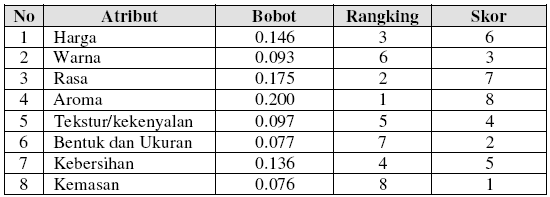 No Atribut Bobot Rangking Skor
1 Harga 0.146 3 6
2 Warna 0.093 6 3
3 Rasa 0.175 2 7
4 Aroma 0.200 1 8
5 Tekstur/kekenyalan 0.097 5 4
6 Bentuk dan Ukuran 0.077 7 2
7 Kebersihan 0.136 4 5
8 Kemasan 0.076 8 1